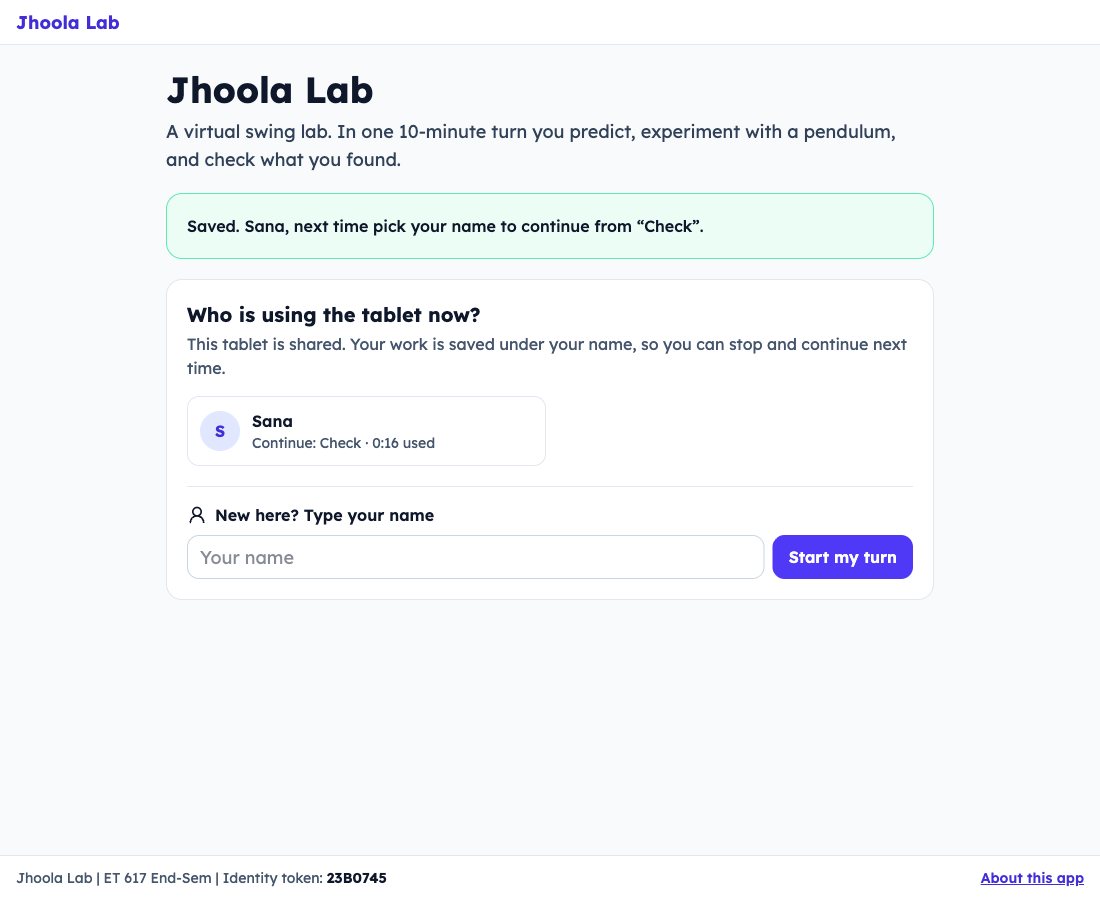 Jhoola Lab
Jhoola Lab
A virtual swing lab. In one 10-minute turn you predict, experiment with a pendulum,
and check what you found.
Saved. Sana, next time pick your name to continue from “Check”.
Who is using the tablet now?
This tablet is shared. Your work is saved under your name, so you can stop and continue next
time.
S
Sana
Continue: Check · 0:16 used
New here? Type your name
Your name
Start my turn
Jhoola Lab | ET 617 End-Sem | Identity token: 23B0745
About this app